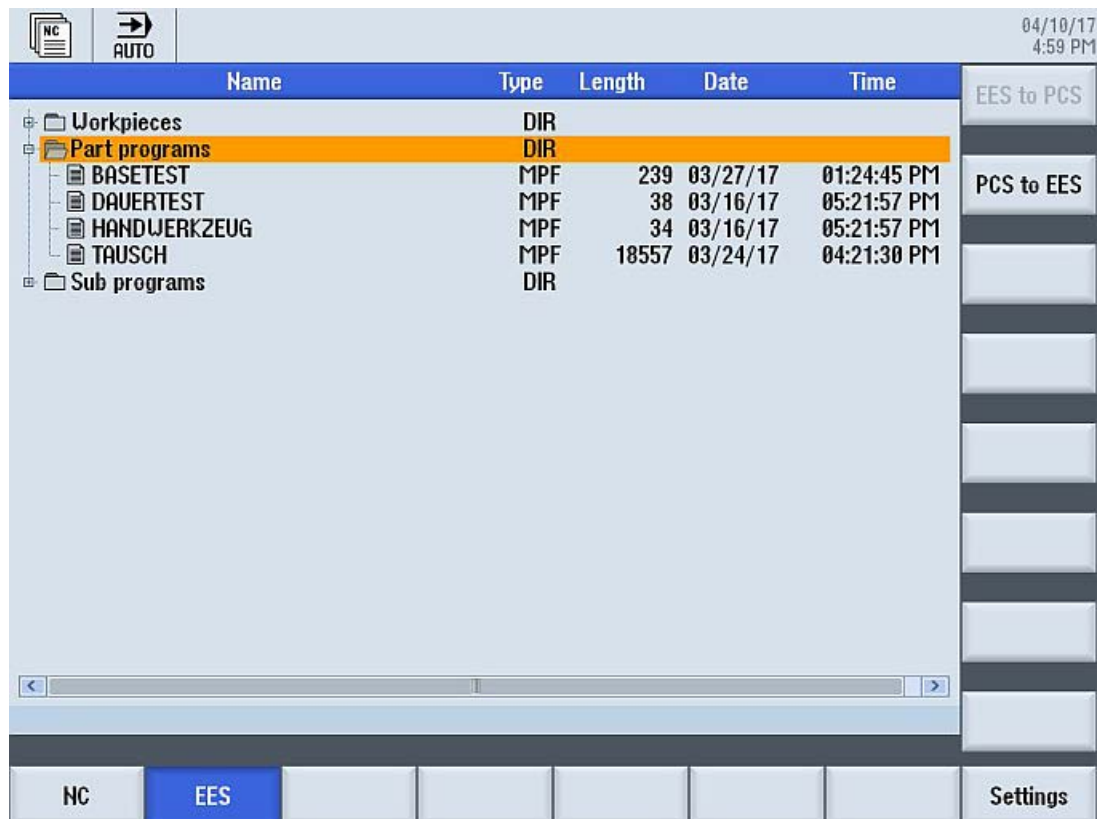 NC
AUTO
04/10/17
4:59 PM
Name Type Length Date Time
EES to PCS
Workpieces DIR
Part programs DIR
BASETEST MPF 239 03/27/17 01:24:45 PM
PCS to EES
DAUERTEST MPF 38 03/16/17 05:21:57 PM
HANDWERKZEUG MPF 34 03/16/17 05:21:57 PM
TAUSCH MPF 18557 03/24/17 04:21:30 PM
Sub programs DIR
NC EES Settings